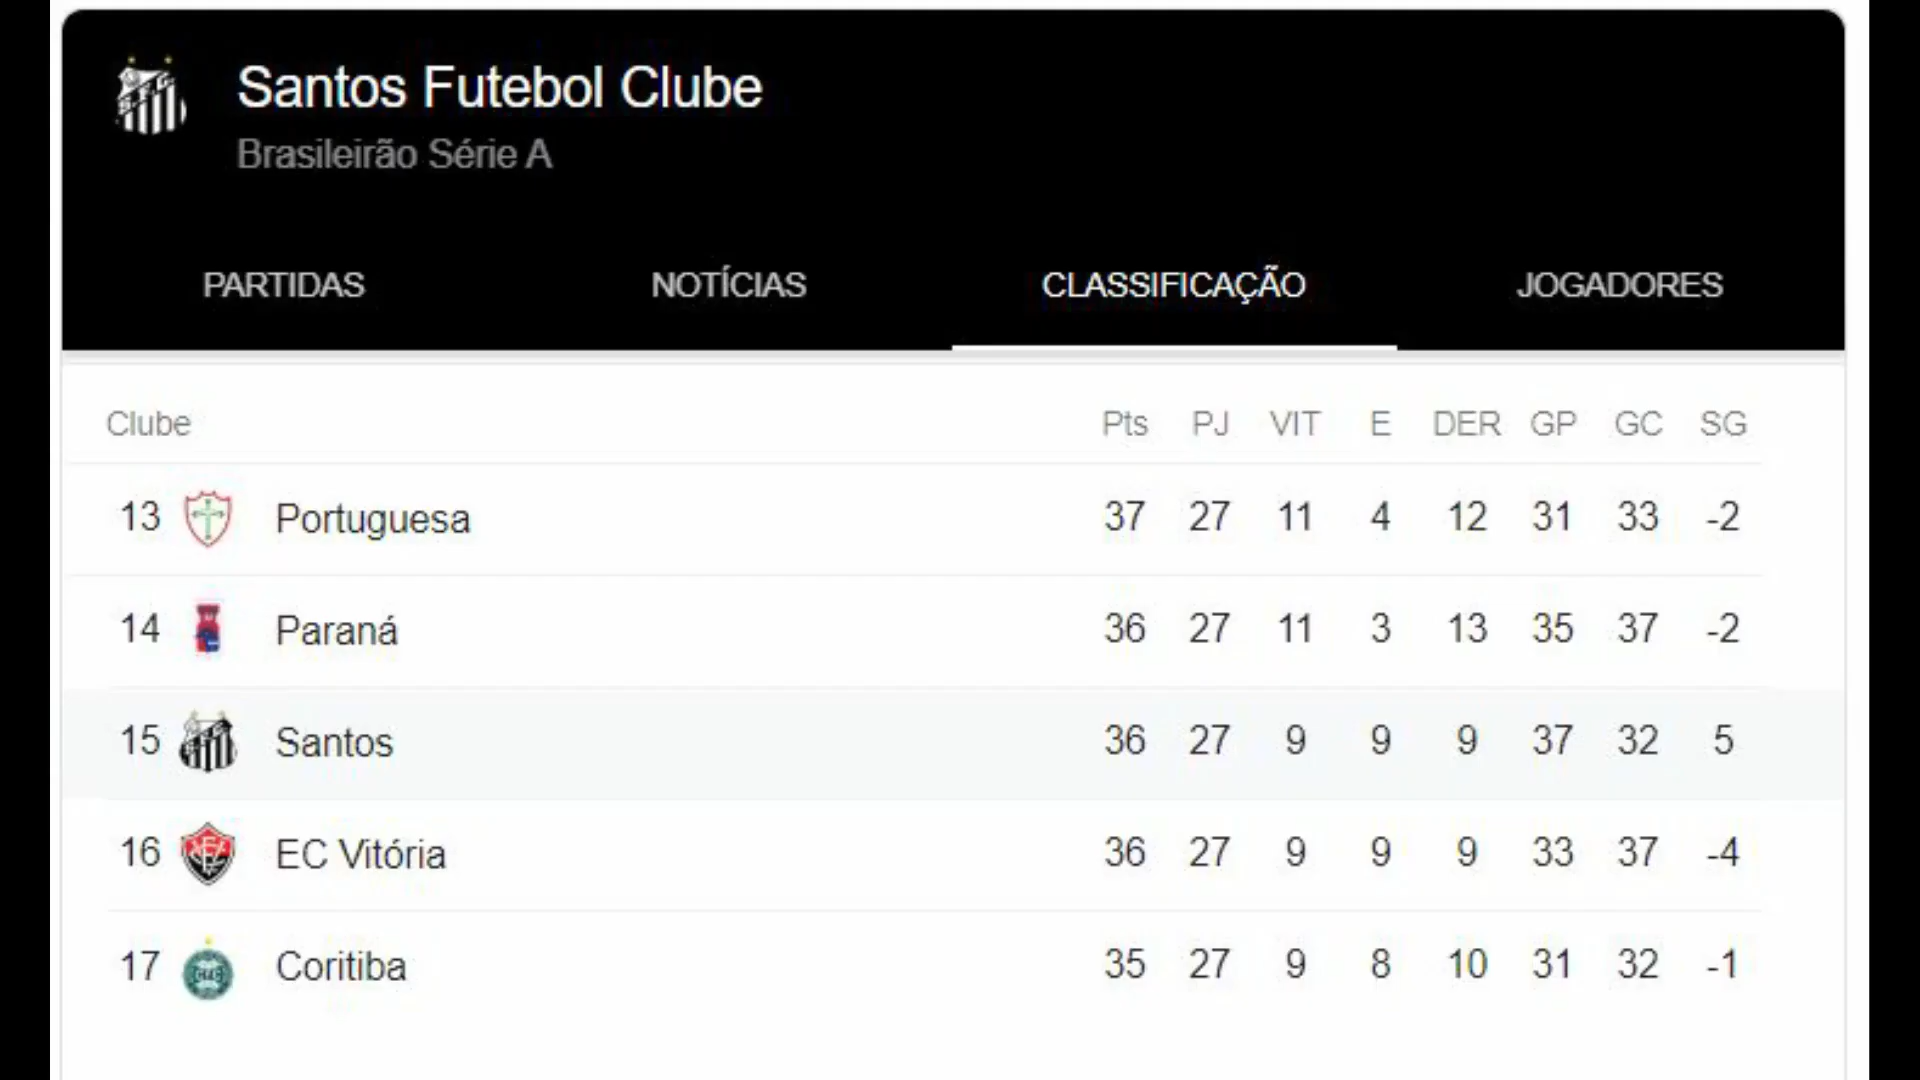 Santos Futebol Clube
Brasileirão Série A
PARTIDAS NOTÍCIAS CLASSIFICAÇÃO JOGADORES
Clube Pts PJ VIT E DER GP GC SG
13 Portuguesa 37 27 11 4 12 31 33 -2
14 Paraná 36 27 11 3 13 35 37 -2
15 Santos 36 27 9 9 9 37 32 5
16 EC Vitória 36 27 9 9 9 33 37 -4
17 Coritiba 35 27 9 8 10 31 32 -1